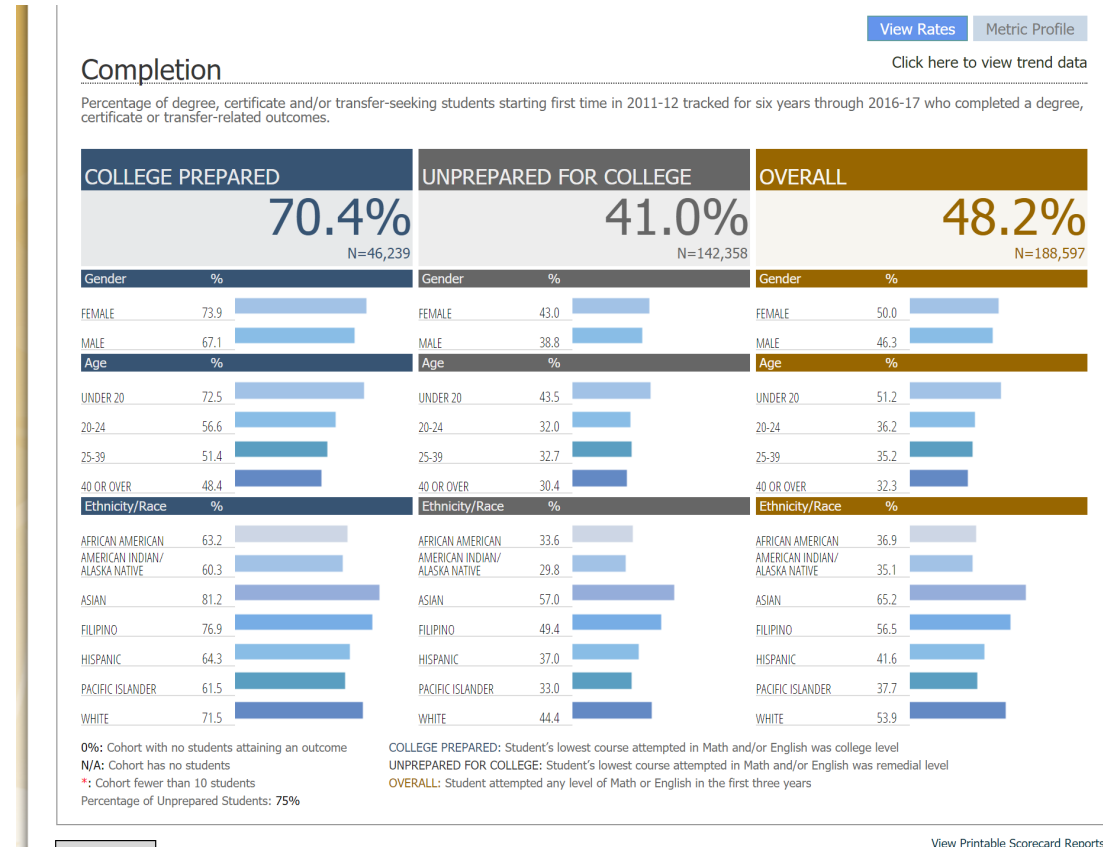 View Rates Metric Profile
Completion Click here to view trend data
Percentage of degree, certificate and/or transfer-seeking students starting first time in 2011-12 tracked for six years through 2016-17 who completed a degree,
certificate or transfer-related outcomes.
COLLEGE PREPARED UNPREPARED FOR COLLEGE OVERALL
70.4% 41.0% 48.2%
N=46,239 N=142,358 N=188,597
Gender % Gender % Gender %
FEMALE 73.9 FEMALE 43.0 FEMALE 50.0
MALE 67.1 MALE 38.8 MALE 46.3
Age % Age % Age %
UNDER 20 72.5 UNDER 20 43.5 UNDER 20 51.2
20-24 56.6 20-24 32.0 20-24 36.2
25-39 51.4 25-39 32.7 25-39 35.2
40 OR OVER 48.4 40 OR OVER 30.4 40 OR OVER 32.3
Ethnicity/Race % Ethnicity/Race % Ethnicity/Race %
AFRICAN AMERICAN 63.2 AFRICAN AMERICAN 33.6 AFRICAN AMERICAN 36.9
AMERICAN INDIAN/ AMERICAN INDIAN/ AMERICAN INDIAN/
ALASKA NATIVE 60.3 ALASKA NATIVE 29.8 ALASKA NATIVE 35.1
ASIAN 81.2 ASIAN 57.0 ASIAN 65.2
FILIPINO 76.9 FILIPINO 49.4 FILIPINO 56.5
HISPANIC 64.3 HISPANIC 37.0 HISPANIC 41.6
PACIFIC ISLANDER 61.5 PACIFIC ISLANDER 33.0 PACIFIC ISLANDER 37.7
WHITE 71.5 WHITE 44.4 WHITE 53.9
0%: Cohort with no students attaining an outcome COLLEGE PREPARED: Student's lowest course attempted in Math and/or English was college level
N/A: Cohort has no students UNPREPARED FOR COLLEGE: Student's lowest course attempted in Math and/or English was remedial level
*: Cohort fewer than 10 students OVERALL: Student attempted any level of Math or English in the first three years
Percentage of Unprepared Students: 75%
View Printable Scorecard Reports